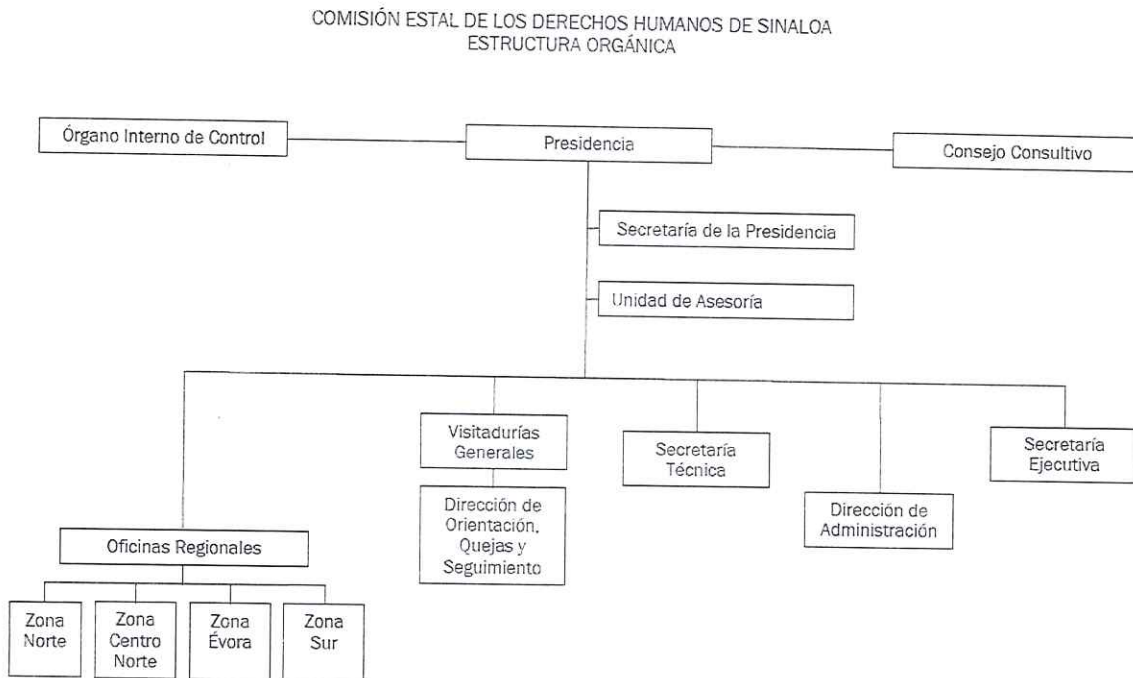 COMISIÓN ESTAL DE LOS DERECHOS HUMANOS DE SINALOA
ESTRUCTURA ORGÁNICA
Órgano Interno de Control
Presidencia
Consejo Consultivo
Secretaría de la Presidencia
Unidad de Asesoría
Visitadurías
Generales
Secretaría
Técnica
Secretaría
Ejecutiva
Dirección de
Orientación,
Quejas y
Seguimiento
Dirección de
Administración
Oficinas Regionales
Zona
Norte
Zona
Centro
Norte
Zona
Évora
Zona
Sur